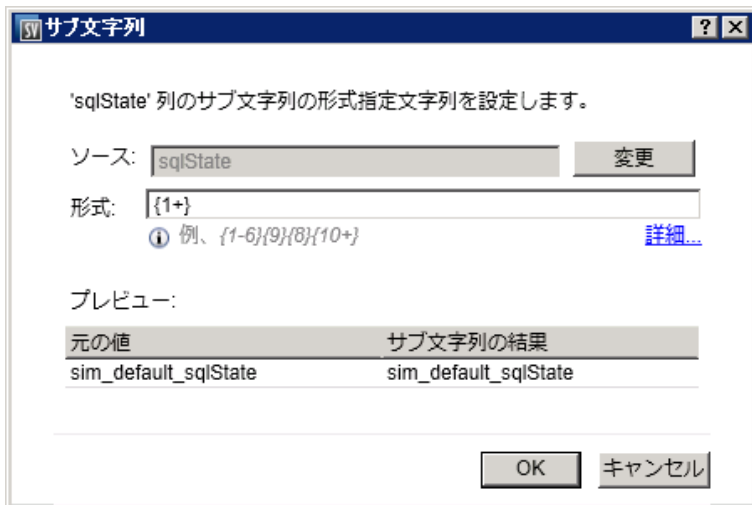 SV サブ文字列
'sqlState' 列のサブ文字列の形式指定文字列を設定します。
ソース: sqlState 変更
形式: {1+}
例、{1-6}{9}{8}{10+} 詳細...
プレビュー:
元の値 サブ文字列の結果
sim_default_sqlState sim_default_sqlState
OK キャンセル